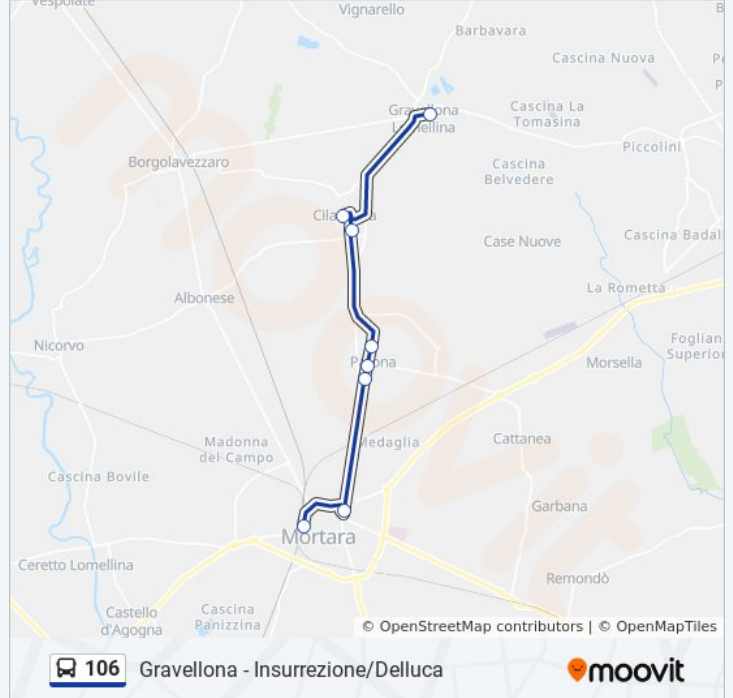 Vespolate
Vignarello
B
Barbavara
Cascina Nuova
P
P
Gravellona
Lomellina
Cascina La
Tomasina
Piccolini
Borgolavezzaro
Cascina
Belvedere
Cilavegna
Case Nuove
Cascina Badal
La Rometta
Albonese
Nicorvo
Parona
Foglian
Superior
Morsella
Madonna
del Campo
Medaglia
Cattanea
Cascina Bovile
Garbana
Mortara
Ceretto Lomellina
Remondò
Castello
d'Agogna
Cascina
Panizzina
moovit
© OpenStreetMap contributors | © OpenMapTiles
106 Gravellona - Insurrezione/Delluca
moovit